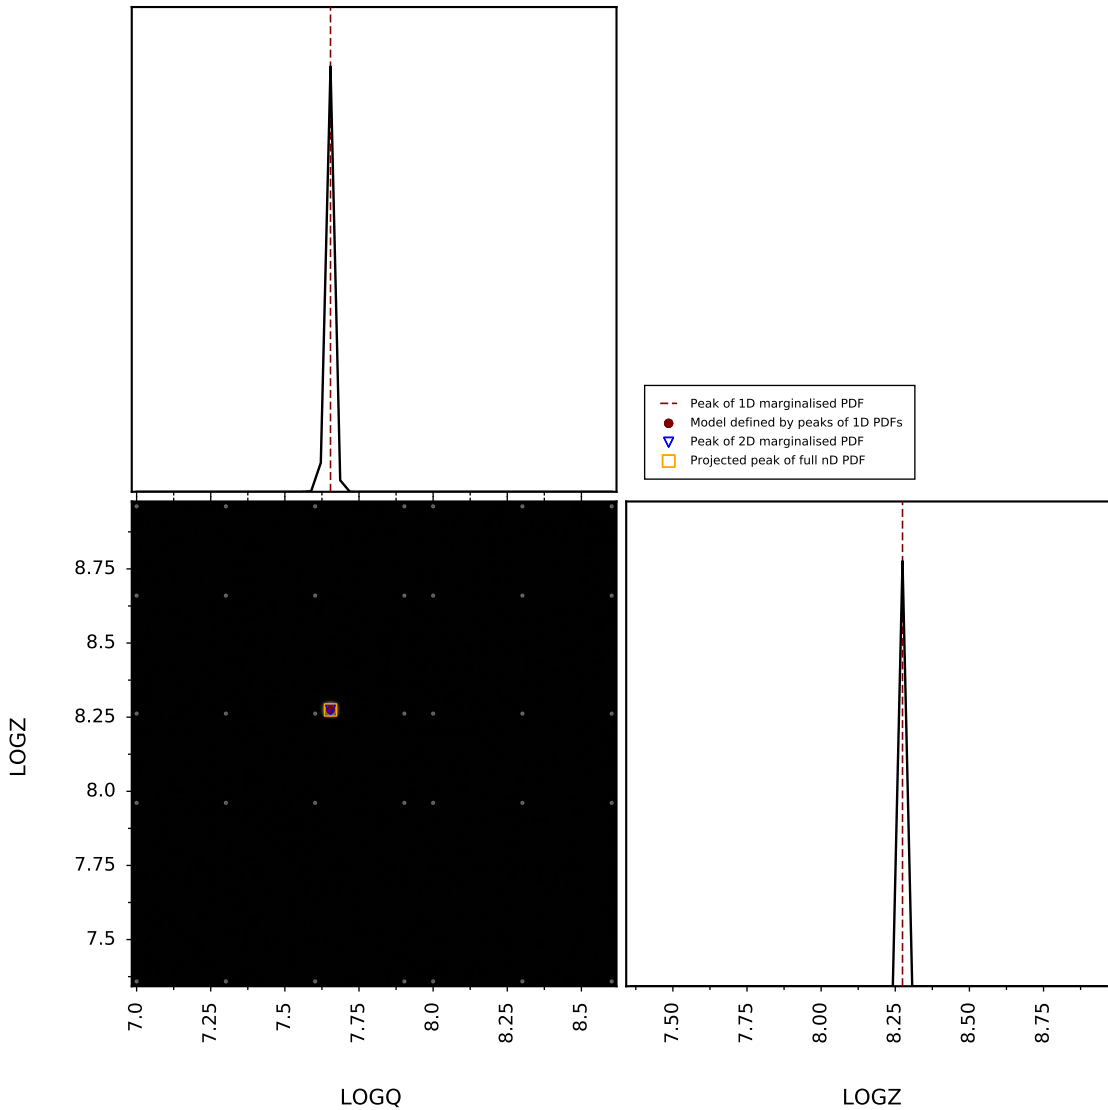 Peak of 1D marginalised PDF
Model defined by peaks of 1D PDFs
Peak of 2D marginalised PDF
Projected peak of full nD PDF
8.75
8.5
8.25
8.0
7.75
7.5
LOGZ
7.0 7.25 7.5 7.75 8.0 8.25 8.5
7.50 7.75 8.00 8.25 8.50 8.75
LOGQ
LOGZ